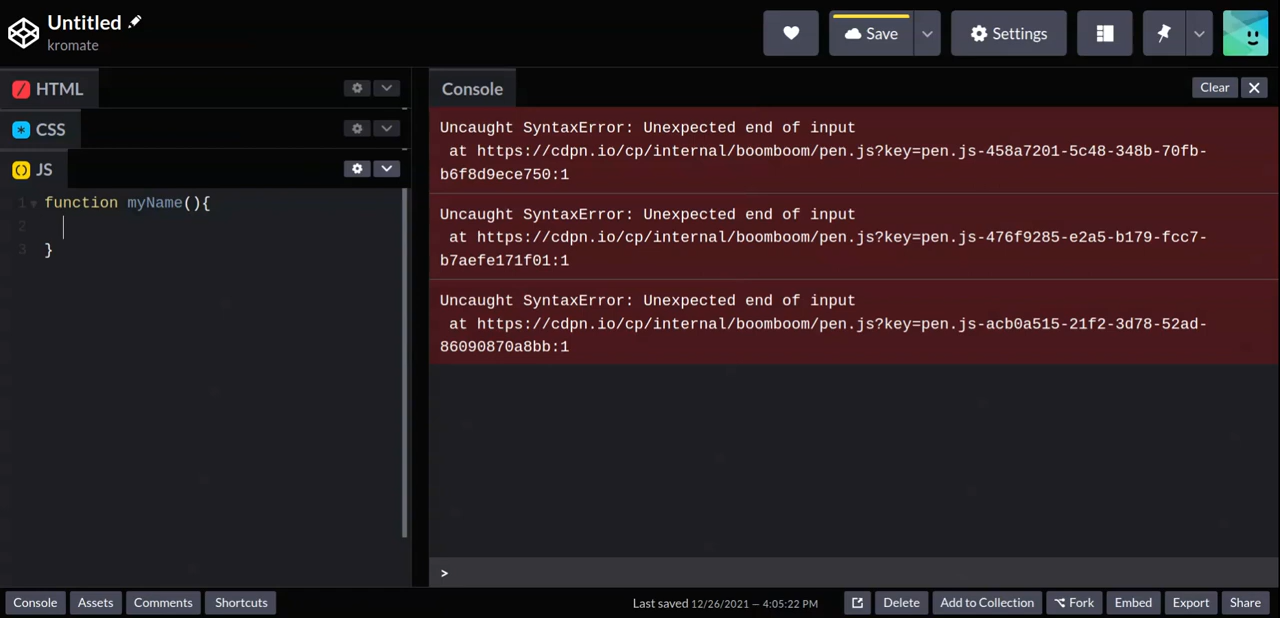 Untitled
kromate
Save
Settings
HTML
CSS
JS
1 function myName(){
2
3 }
Console
Clear
Uncaught SyntaxError: Unexpected end of input
at https://cdpn.io/cp/internal/boomboom/pen.js?key=pen.js-458a7201-5c48-348b-70fb-
b6f8d9ece750:1
Uncaught SyntaxError: Unexpected end of input
at https://cdpn.io/cp/internal/boomboom/pen.js?key=pen.js-476f9285-e2a5-b179-fcc7-
b7aefe171f01:1
Uncaught SyntaxError: Unexpected end of input
at https://cdpn.io/cp/internal/boomboom/pen.js?key=pen.js-acb0a515-21f2-3d78-52ad-
86090870a8bb:1
>
Console Assets Comments Shortcuts
Last saved 12/26/2021 — 4:05:22 PM
Delete Add to Collection Fork Embed Export Share